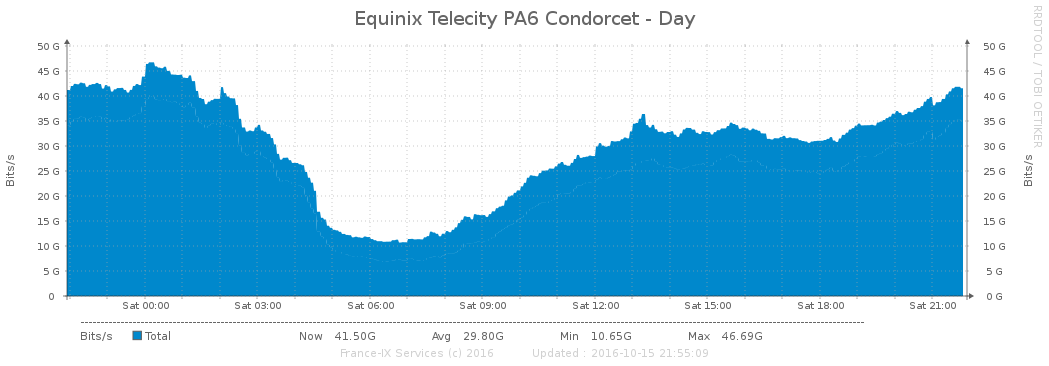 Equinix Telecity PA6 Condorcet - Day
RRDTOOL / TOBI OETIKER
Bits/s
50 G 50 G
45 G 45 G
40 G 40 G
35 G 35 G
30 G 30 G
25 G 25 G
20 G 20 G
15 G 15 G
10 G 10 G
5 G 5 G
0 0 G
Bits/s
Sat 00:00 Sat 03:00 Sat 06:00 Sat 09:00 Sat 12:00 Sat 15:00 Sat 18:00 Sat 21:00
Bits/s Total Now 41.50G Avg 29.80G Min 10.65G Max 46.69G
France-IX Services (c) 2016 Updated : 2016-10-15 21:55:09